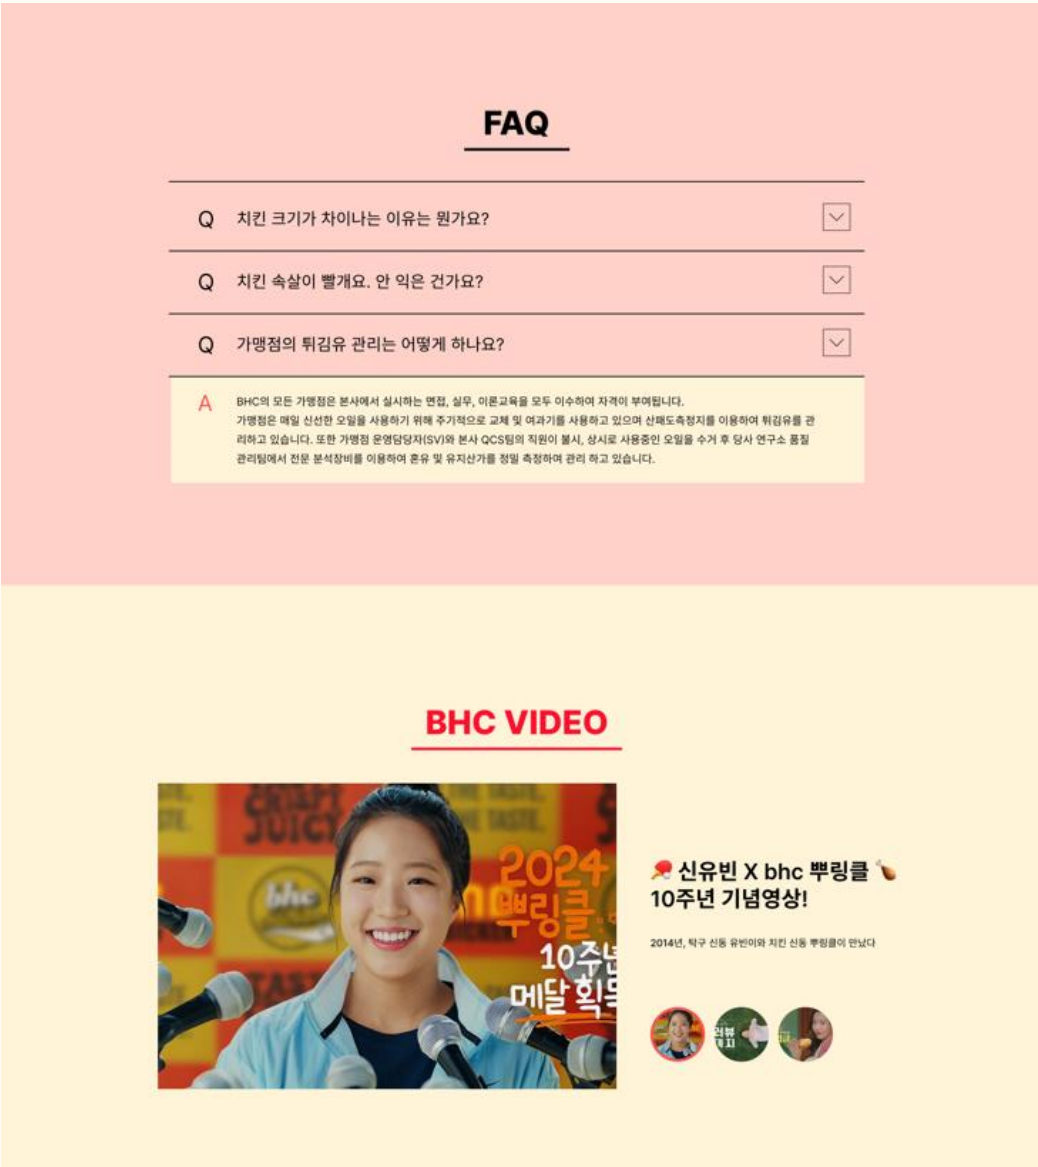 FAQ
Q 치킨 크기가 차이나는 이유는 뭔가요?
Q 치킨 속살이 빨개요. 안 익은 건가요?
Q 가맹점의 튀김유 관리는 어떻게 하나요?
A BHC의 모든 가맹점은 본사에서 실시하는 면접, 실무, 이론교육을 모두 이수하여 자격이 부여됩니다.
가맹점은 매일 신선한 오일을 사용하기 위해 주기적으로 교체 및 여과기를 사용하고 있으며 산패도측정지를 이용하여 튀김유를 관
리하고 있습니다. 또한 가맹점 운영담당자(SV)와 본사 QCS팀의 직원이 불시, 상시로 사용중인 오일을 수거 후 당사 연구소 품질
관리팀에서 전문 분석장비를 이용하여 혼유 및 유지산가를 정밀 측정하여 관리 하고 있습니다.
BHC VIDEO
CRISPY
JUICY
THE TASTE.
THE TASTE.
bhc
TASTE
2024
뿌링클
10주년
메달 획득
신유빈 X bhc 뿌링클
10주년 기념영상!
2014년, 탁구 신동 유빈이와 치킨 신동 뿌링클이 만났다